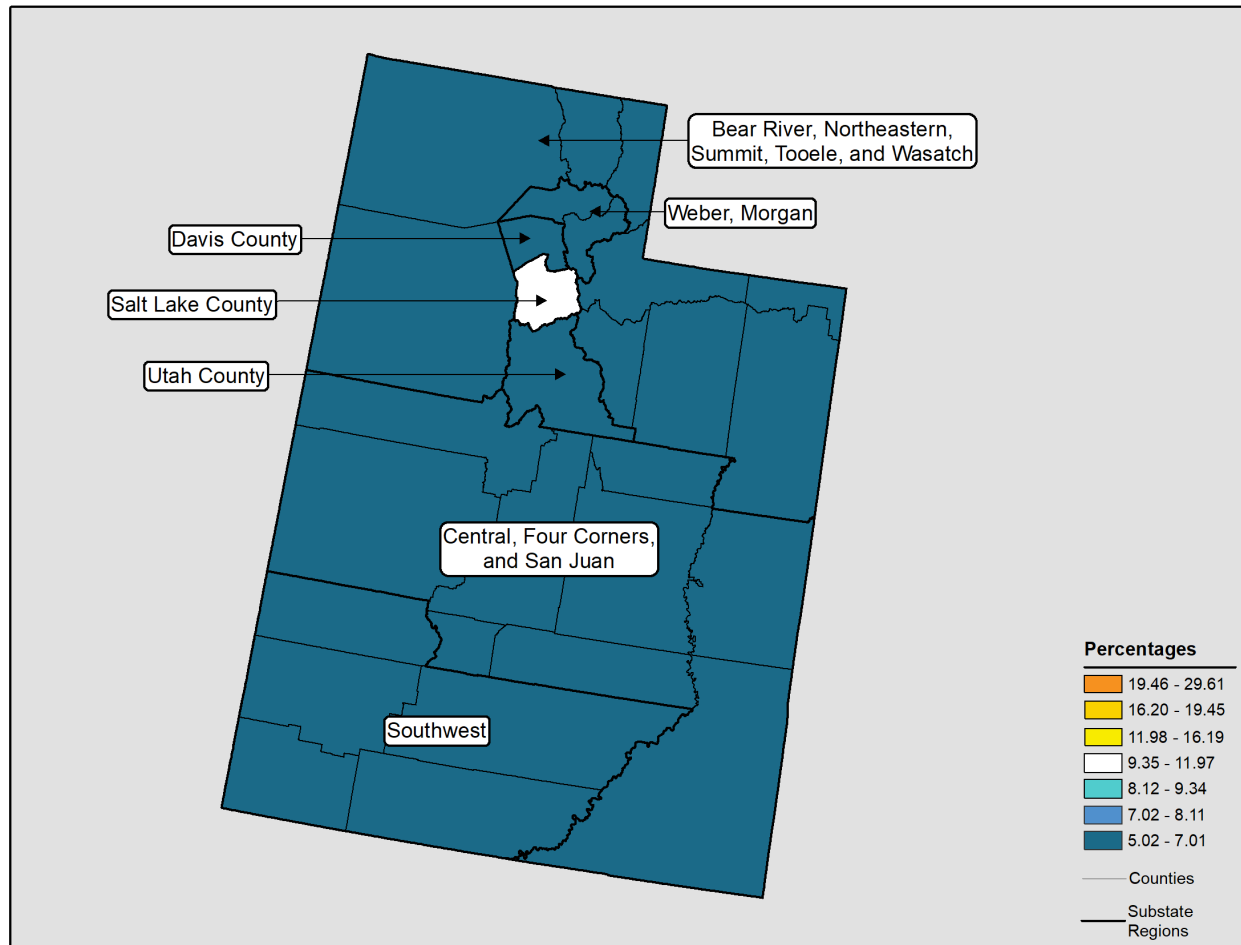 Bear River, Northeastern,
Summit, Tooele, and Wasatch
Weber, Morgan
Davis County
Salt Lake County
Utah County
Central, Four Corners,
and San Juan
Southwest
Percentages
19.46 - 29.61
16.20 - 19.45
11.98 - 16.19
9.35 - 11.97
8.12 - 9.34
7.02 - 8.11
5.02 - 7.01
Counties
Substate
Regions